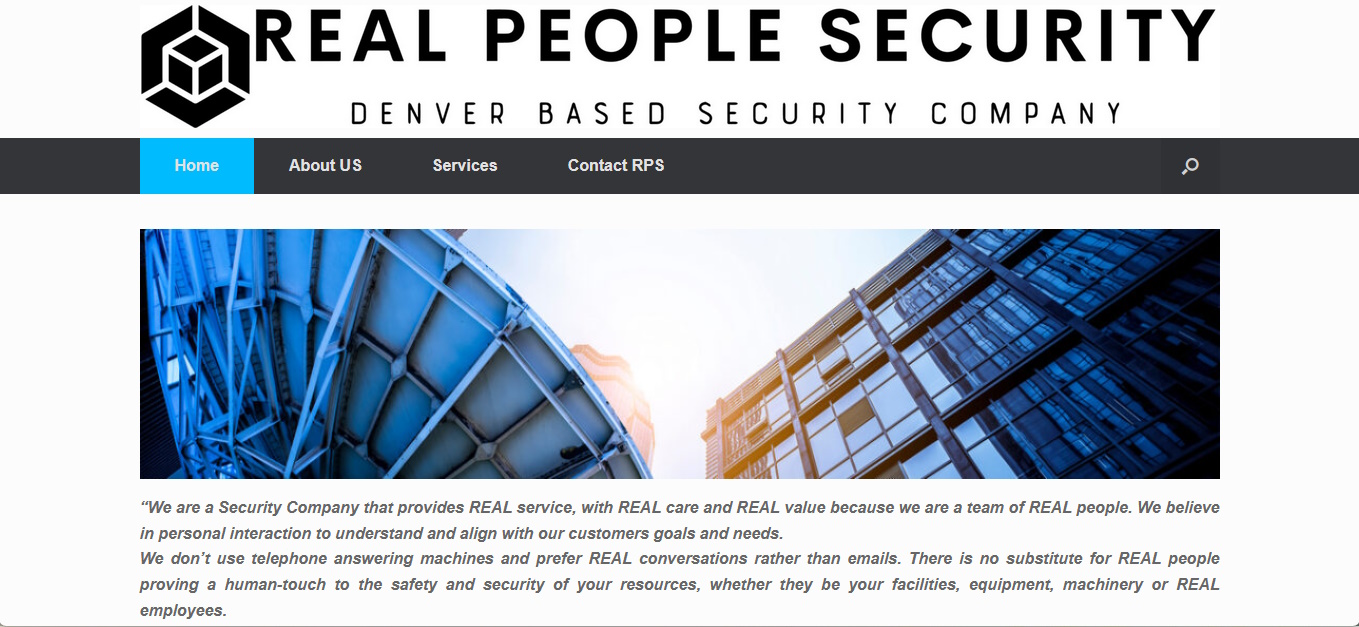 REAL PEOPLE SECURITY
DENVER BASED SECURITY COMPANY
Home About US Services Contact RPS
“We are a Security Company that provides REAL service, with REAL care and REAL value because we are a team of REAL people. We believe
in personal interaction to understand and align with our customers goals and needs.
We don’t use telephone answering machines and prefer REAL conversations rather than emails. There is no substitute for REAL people
proving a human-touch to the safety and security of your resources, whether they be your facilities, equipment, machinery or REAL
employees.